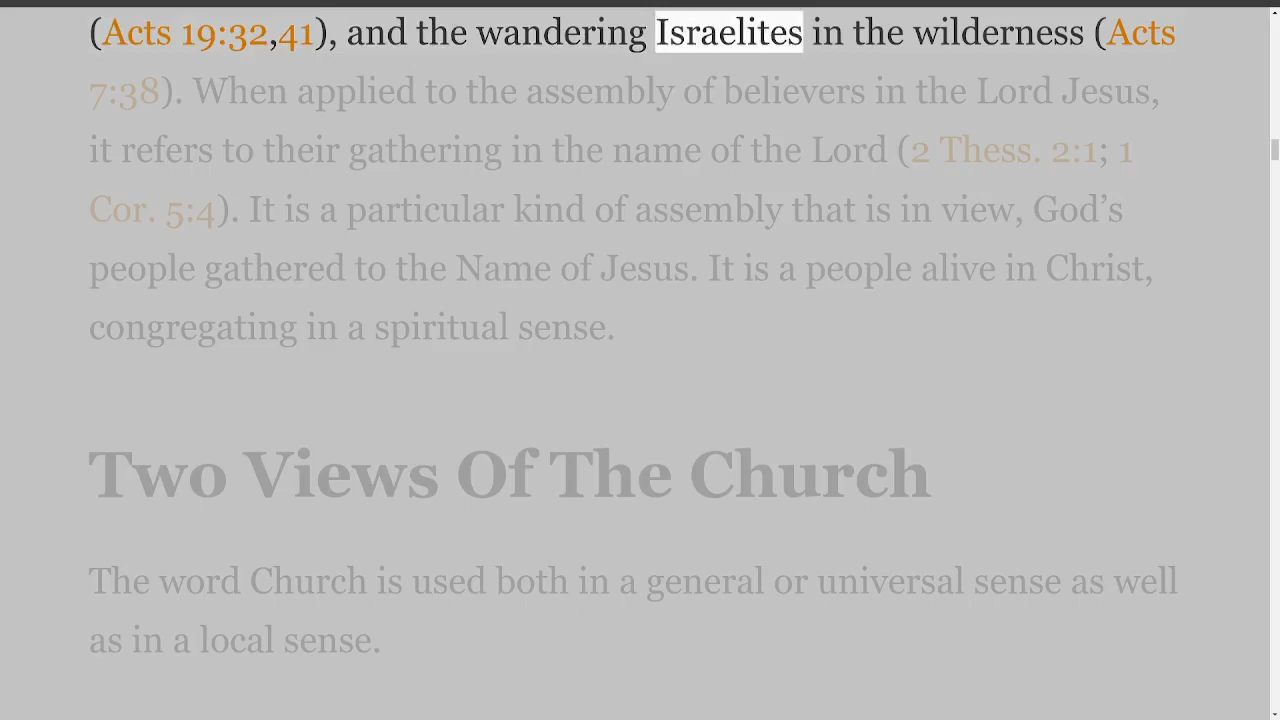 (Acts 19:32,41), and the wandering Israelites in the wilderness (Acts
7:38). When applied to the assembly of believers in the Lord Jesus,
it refers to their gathering in the name of the Lord (2 Thess. 2:1; 1
Cor. 5:4). It is a particular kind of assembly that is in view, God’s
people gathered to the Name of Jesus. It is a people alive in Christ,
congregating in a spiritual sense.
Two Views Of The Church
The word Church is used both in a general or universal sense as well
as in a local sense.